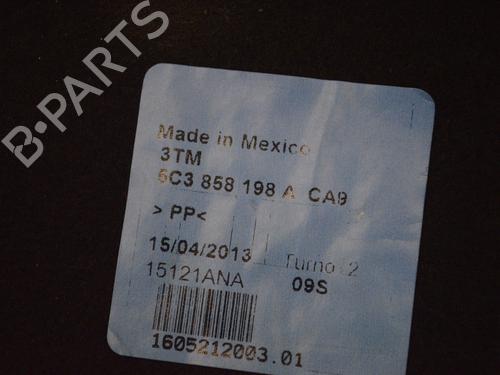 B-PARTS
Made in Mexico
3TM
5C3 858 198 A CA9
> PP<
15/04/2013 Turno: 2
15121ANA 09S
1605212003.01